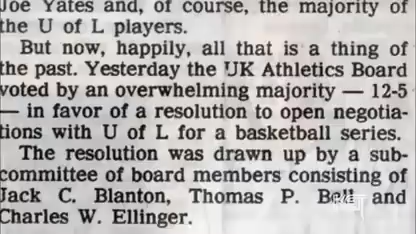 Joe Yates and, of course, the majority of
the U of L players.
But now, happily, all that is a thing of
the past. Yesterday the UK Athletics Board
voted by an overwhelming majority — 12-5
— in favor of a resolution to open negotia-
tions with U of L for a basketball series.
The resolution was drawn up by a sub-
committee of board members consisting of
Jack C. Blanton, Thomas P. Bell and
Charles W. Ellinger.
KET